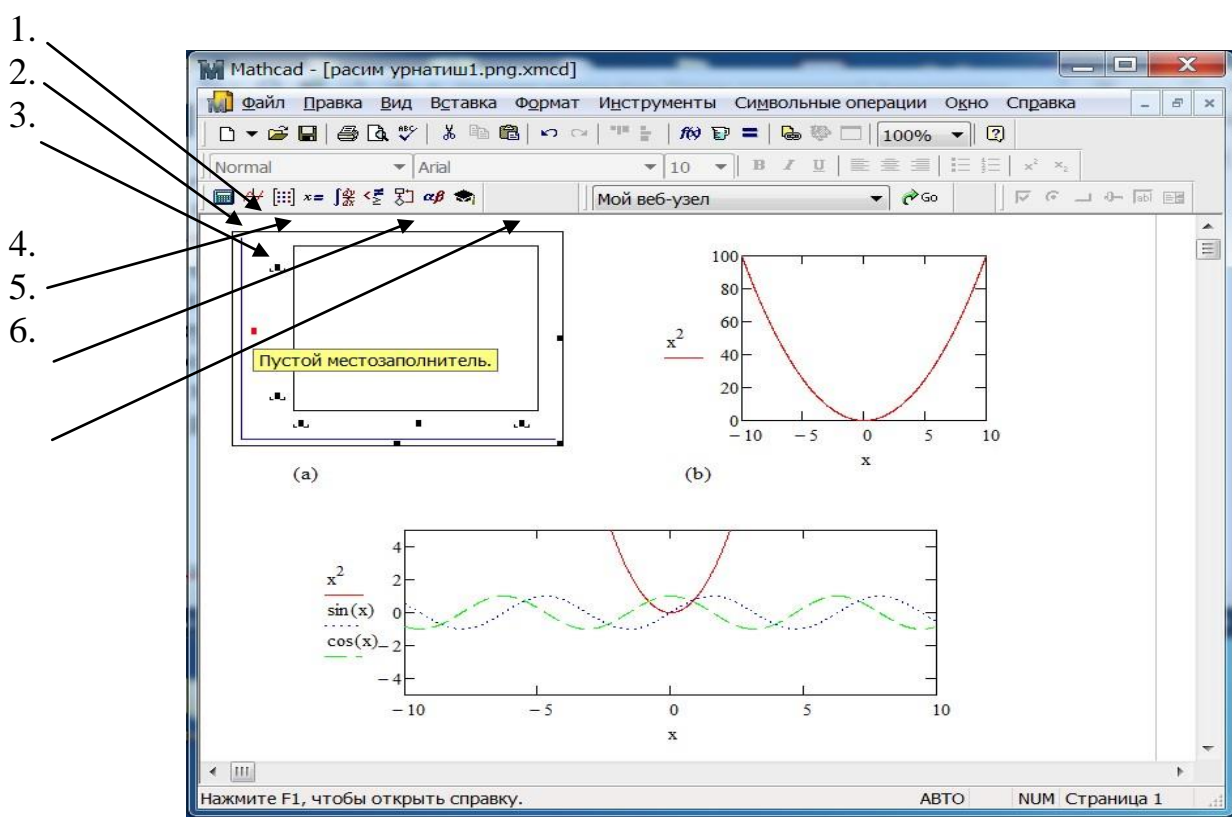 1.
2.
3.
4.
5.
6.
Mathcad - [расим урнатиш1.png.xmcd]
Файл Правка Вид Вставка Формат Инструменты Символьные операции Окно Справка
100%
Normal Arial 10 B I U x² x₂
x= αβ Мой веб-узел Go
Пустой местозаполнитель.
(a)
x²
100
80
60
40
20
0
−10 −5 0 5 10
x
(b)
x²
sin(x)
cos(x)
4
2
0
−2
−4
−10 −5 0 5 10
x
Нажмите F1, чтобы открыть справку. АВТО NUM Страница 1